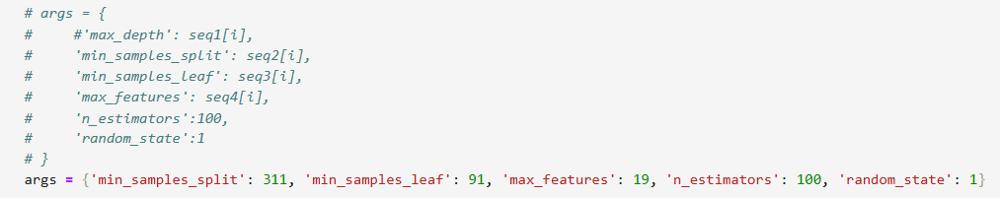 # args = {
#     #'max_depth': seq1[i],
#     'min_samples_split': seq2[i],
#     'min_samples_leaf': seq3[i],
#     'max_features': seq4[i],
#     'n_estimators':100,
#     'random_state':1
# }
args = {'min_samples_split': 311, 'min_samples_leaf': 91, 'max_features': 19, 'n_estimators': 100, 'random_state': 1}